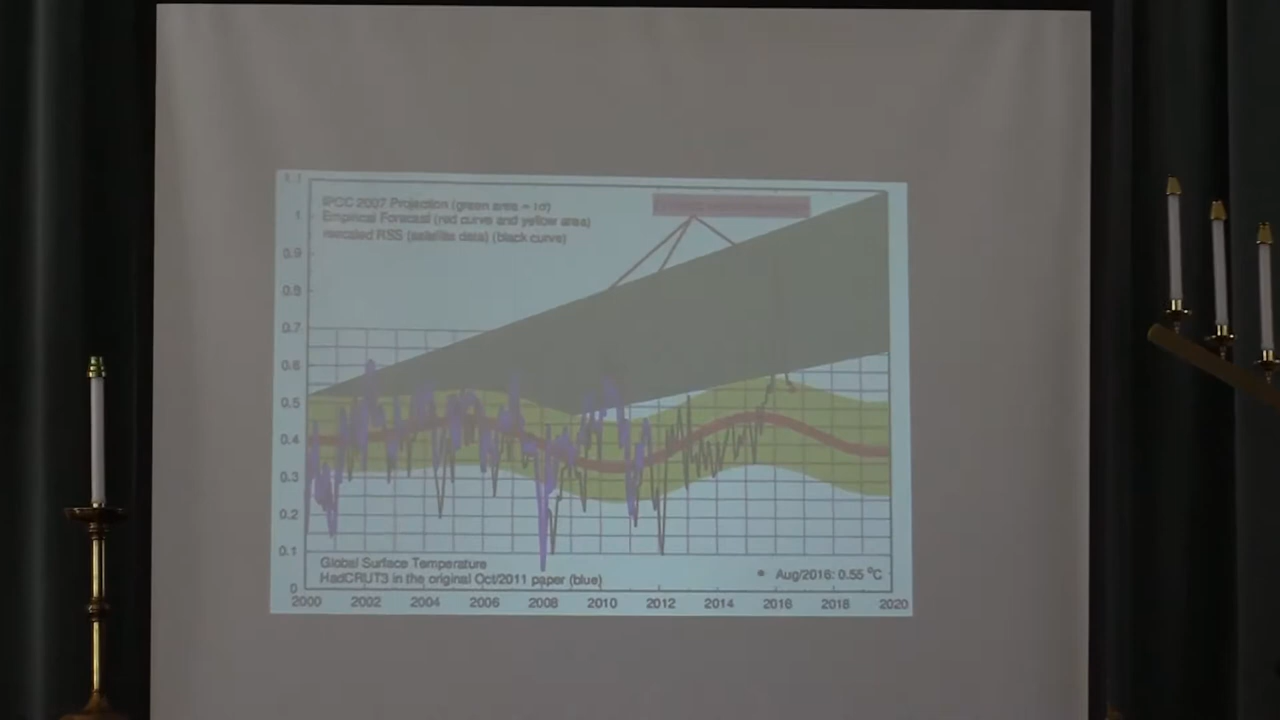 IPCC 2007 Projection (green area = 1σ)
Empirical Forecast (red curve and yellow area)
rescaled RSS (satellite data) (black curve)
1.1
1
0.9
0.8
0.7
0.6
0.5
0.4
0.3
0.2
0.1
0
Global Surface Temperature
HadCRUT3 in the original Oct/2011 paper (blue)
Aug/2016: 0.55 °C
2000 2002 2004 2006 2008 2010 2012 2014 2016 2018 2020